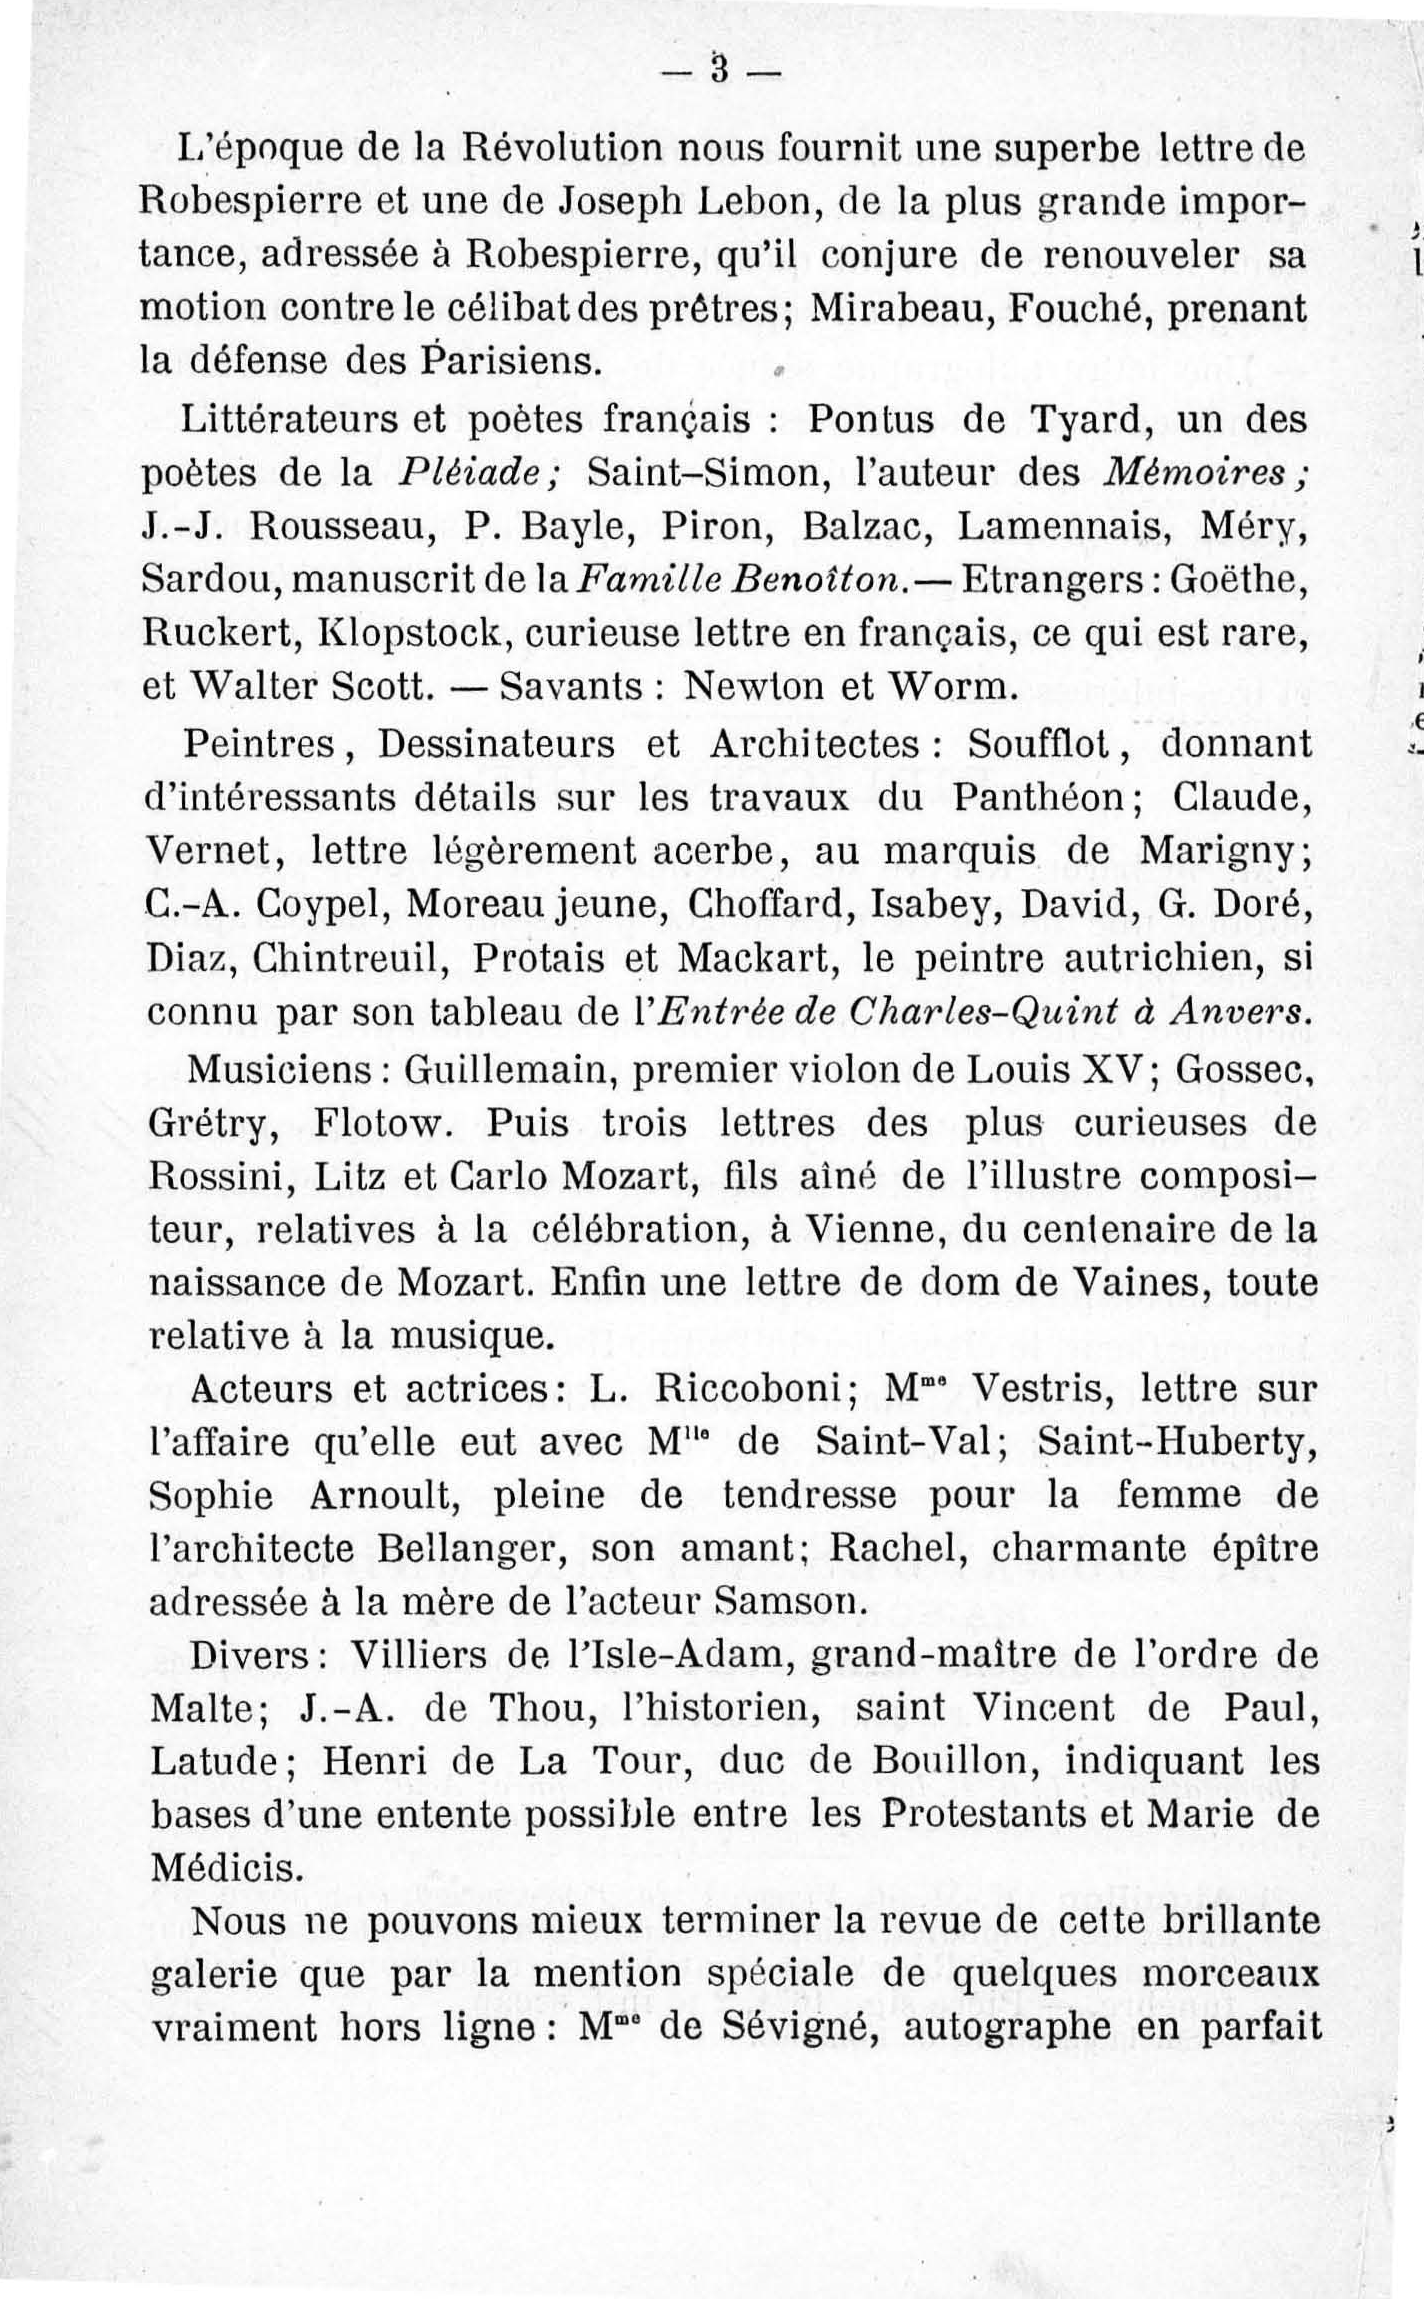 — 3 —
L'époque de la Révolution nous fournit une superbe lettre de
Robespierre et une de Joseph Lebon, de la plus grande impor-
tance, adressée à Robespierre, qu'il conjure de renouveler sa
motion contre le célibat des prêtres; Mirabeau, Fouché, prenant
la défense des Parisiens.
Littérateurs et poètes français : Pontus de Tyard, un des
poètes de la Pléiade; Saint-Simon, l'auteur des Mémoires;
J.-J. Rousseau, P. Bayle, Piron, Balzac, Lamennais, Méry,
Sardou, manuscrit de la Famille Benoîton. — Etrangers : Goëthe,
Ruckert, Klopstock, curieuse lettre en français, ce qui est rare,
et Walter Scott. — Savants : Newton et Worm.
Peintres, Dessinateurs et Architectes : Soufflot, donnant
d'intéressants détails sur les travaux du Panthéon; Claude,
Vernet, lettre légèrement acerbe, au marquis de Marigny;
C.-A. Coypel, Moreau jeune, Choffard, Isabey, David, G. Doré,
Diaz, Chintreuil, Protais et Mackart, le peintre autrichien, si
connu par son tableau de l'Entrée de Charles-Quint à Anvers.
Musiciens : Guillemain, premier violon de Louis XV; Gossec,
Grétry, Flotow. Puis trois lettres des plus curieuses de
Rossini, Litz et Carlo Mozart, fils aîné de l'illustre composi-
teur, relatives à la célébration, à Vienne, du centenaire de la
naissance de Mozart. Enfin une lettre de dom de Vaines, toute
relative à la musique.
Acteurs et actrices : L. Riccoboni; Mme Vestris, lettre sur
l'affaire qu'elle eut avec Mlle de Saint-Val; Saint-Huberty,
Sophie Arnoult, pleine de tendresse pour la femme de
l'architecte Bellanger, son amant; Rachel, charmante épître
adressée à la mère de l'acteur Samson.
Divers : Villiers de l'Isle-Adam, grand-maître de l'ordre de
Malte; J.-A. de Thou, l'historien, saint Vincent de Paul,
Latude; Henri de La Tour, duc de Bouillon, indiquant les
bases d'une entente possible entre les Protestants et Marie de
Médicis.
Nous ne pouvons mieux terminer la revue de cette brillante
galerie que par la mention spéciale de quelques morceaux
vraiment hors ligne : Mme de Sévigné, autographe en parfait